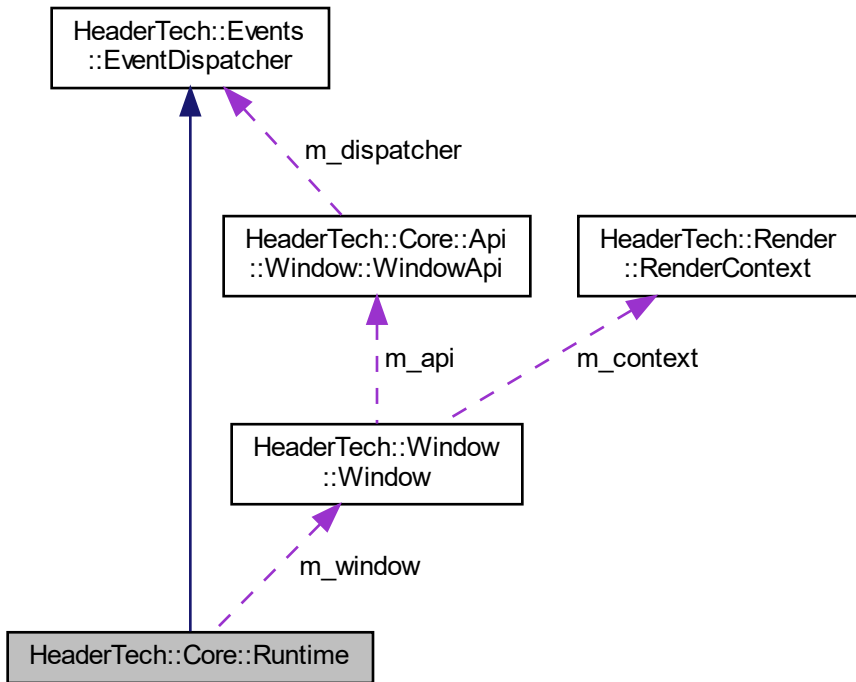 HeaderTech::Events
::EventDispatcher
m_dispatcher
HeaderTech::Core::Api
::Window::WindowApi
HeaderTech::Render
::RenderContext
m_api
m_context
HeaderTech::Window
::Window
m_window
HeaderTech::Core::Runtime